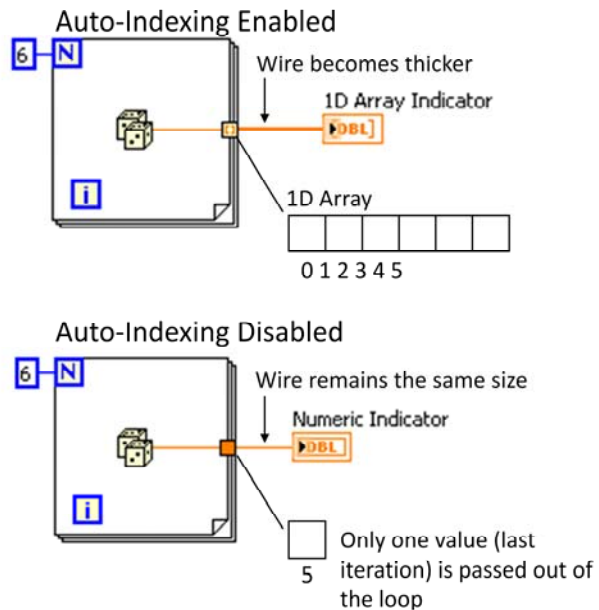 Auto-Indexing Enabled
6 N
Wire becomes thicker
1D Array Indicator
DBL
i
1D Array
0 1 2 3 4 5
Auto-Indexing Disabled
6 N
Wire remains the same size
Numeric Indicator
DBL
i
Only one value (last
5 iteration) is passed out of
the loop